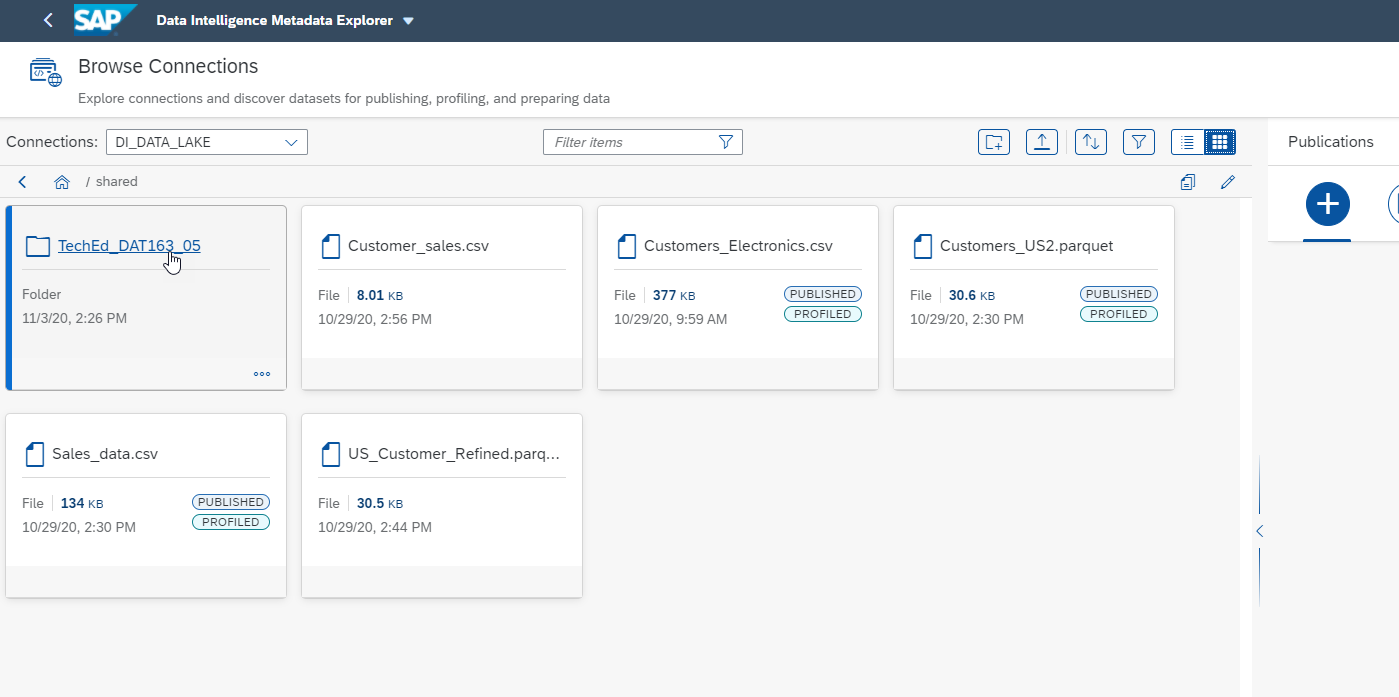 SAP Data Intelligence Metadata Explorer
Browse Connections
Explore connections and discover datasets for publishing, profiling, and preparing data
Connections: DI_DATA_LAKE
Filter items
Publications
/ shared
TechEd_DAT163_05
Folder
11/3/20, 2:26 PM
Customer_sales.csv
File 8.01 KB
10/29/20, 2:56 PM
Customers_Electronics.csv
File 377 KB PUBLISHED
10/29/20, 9:59 AM PROFILED
Customers_US2.parquet
File 30.6 KB PUBLISHED
10/29/20, 2:30 PM PROFILED
Sales_data.csv
File 134 KB PUBLISHED
10/29/20, 2:30 PM PROFILED
US_Customer_Refined.parq...
File 30.5 KB
10/29/20, 2:44 PM